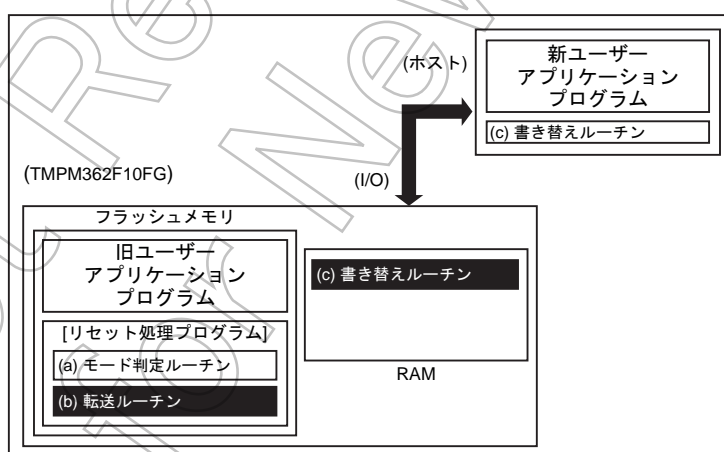 (ホスト)
新ユーザー
アプリケーション
プログラム
(c) 書き替えルーチン
(TMPM362F10FG)
(I/O)
フラッシュメモリ
旧ユーザー
アプリケーション
プログラム
[リセット処理プログラム]
(a) モード判定ルーチン
(b) 転送ルーチン
(c) 書き替えルーチン
RAM